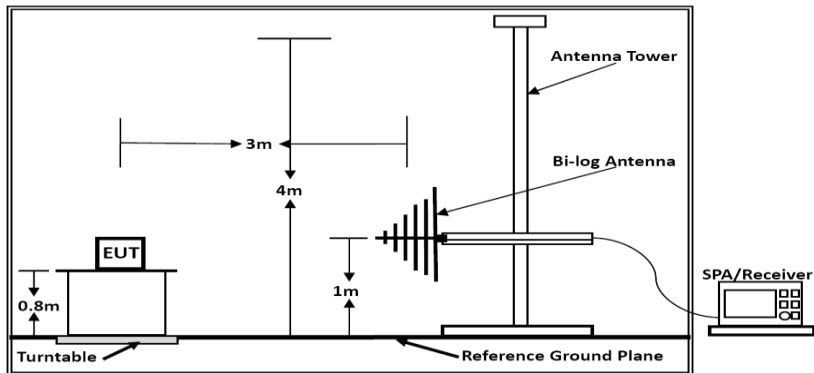 Antenna Tower
3m
Bi-log Antenna
4m
EUT
SPA/Receiver
0.8m
1m
Turntable
Reference Ground Plane